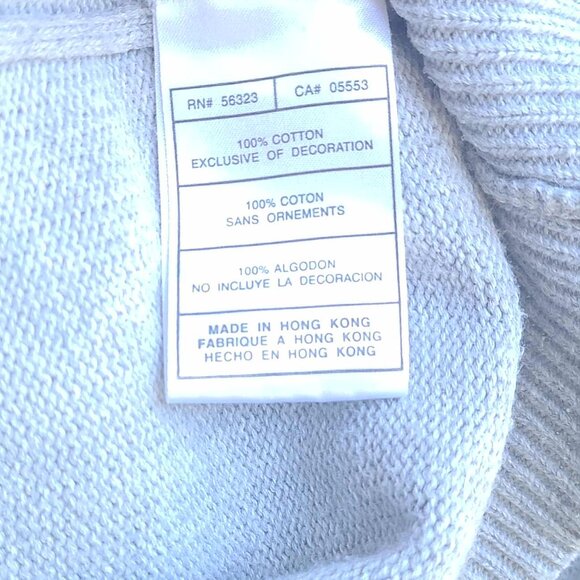 RN# 56323 CA# 05553
100% COTTON
EXCLUSIVE OF DECORATION
100% COTON
SANS ORNEMENTS
100% ALGODON
NO INCLUYE LA DECORACION
MADE IN HONG KONG
FABRIQUE A HONG KONG
HECHO EN HONG KONG